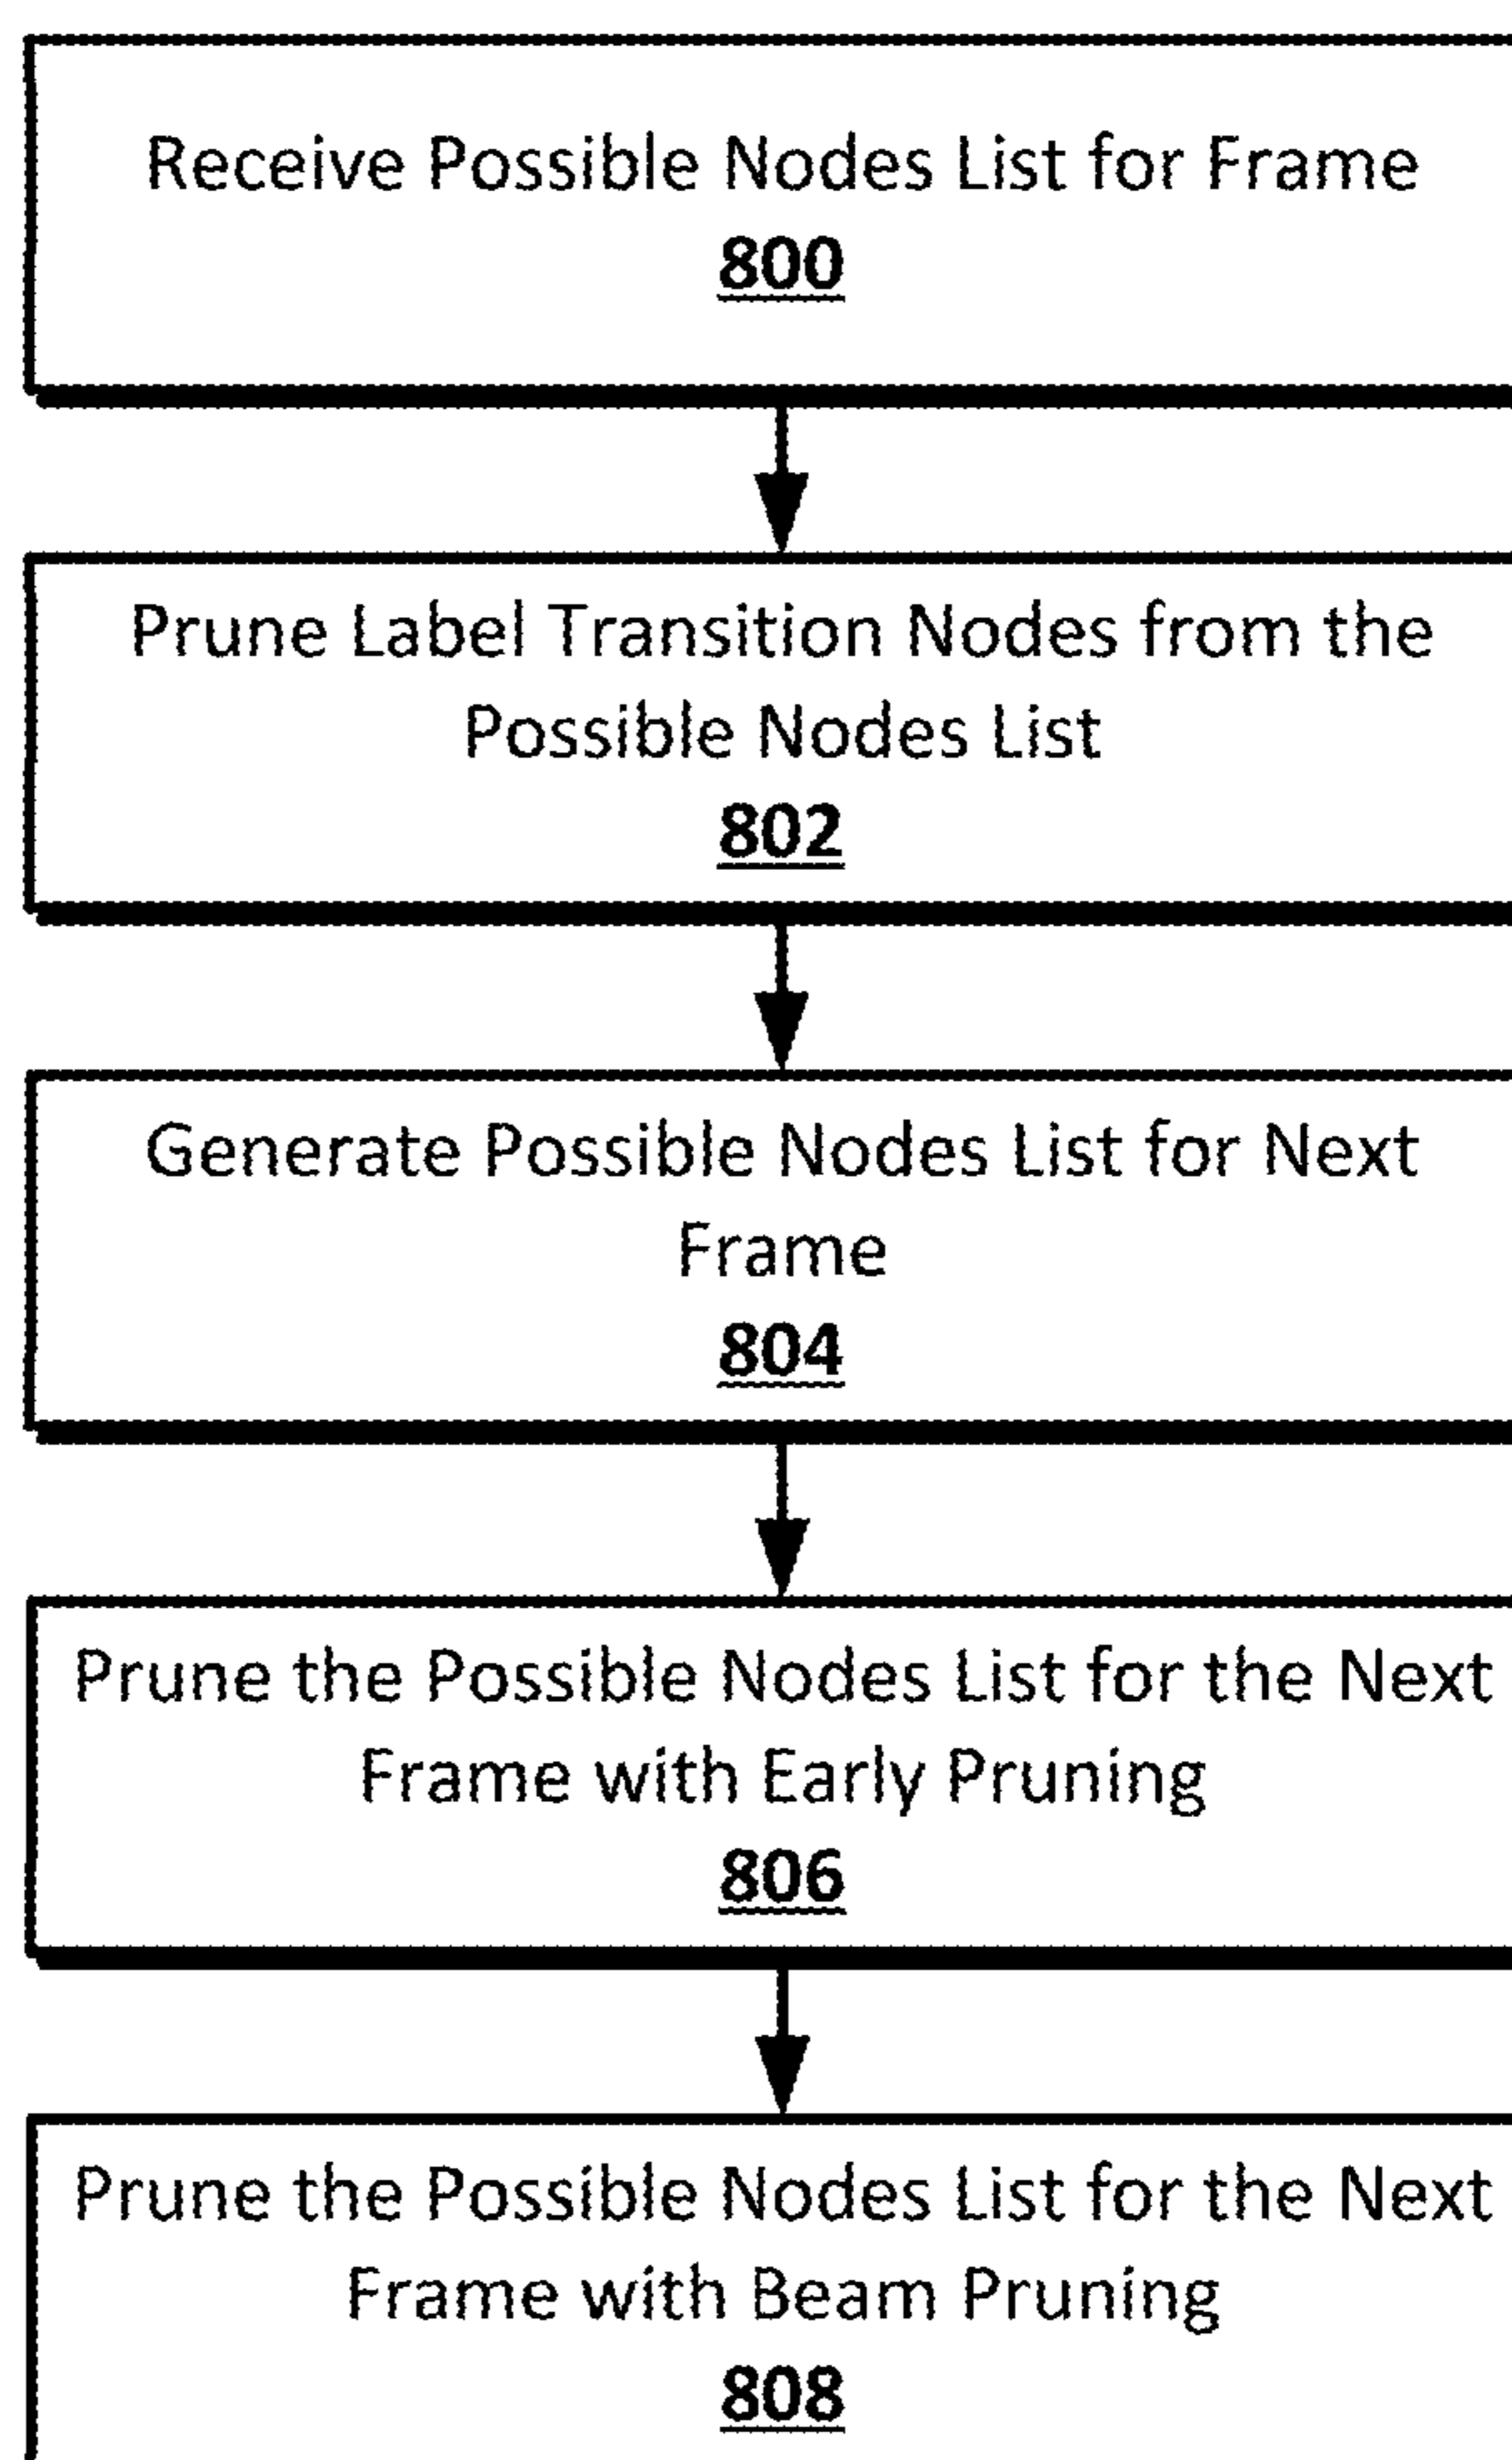 Receive Possible Nodes List for Frame
800
Prune Label Transition Nodes from the
Possible Nodes List
802
Generate Possible Nodes List for Next
Frame
804
Prune the Possible Nodes List for the Next
Frame with Early Pruning
806
Prune the Possible Nodes List for the Next
Frame with Beam Pruning
808